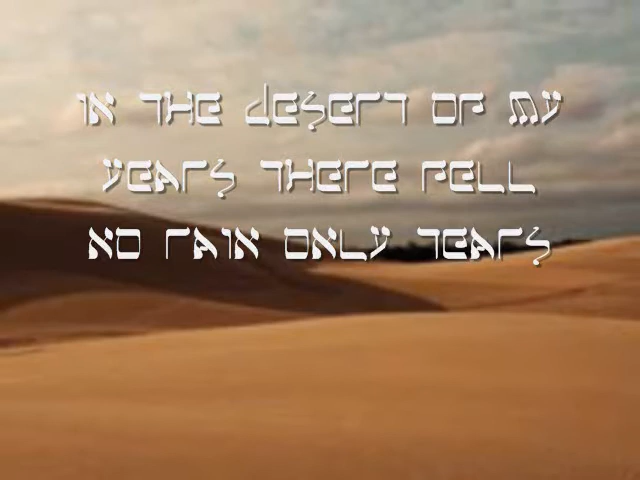 IN THE DESERT OF MY
YEARS THERE FELL
NO RAIN ONLY TEARS